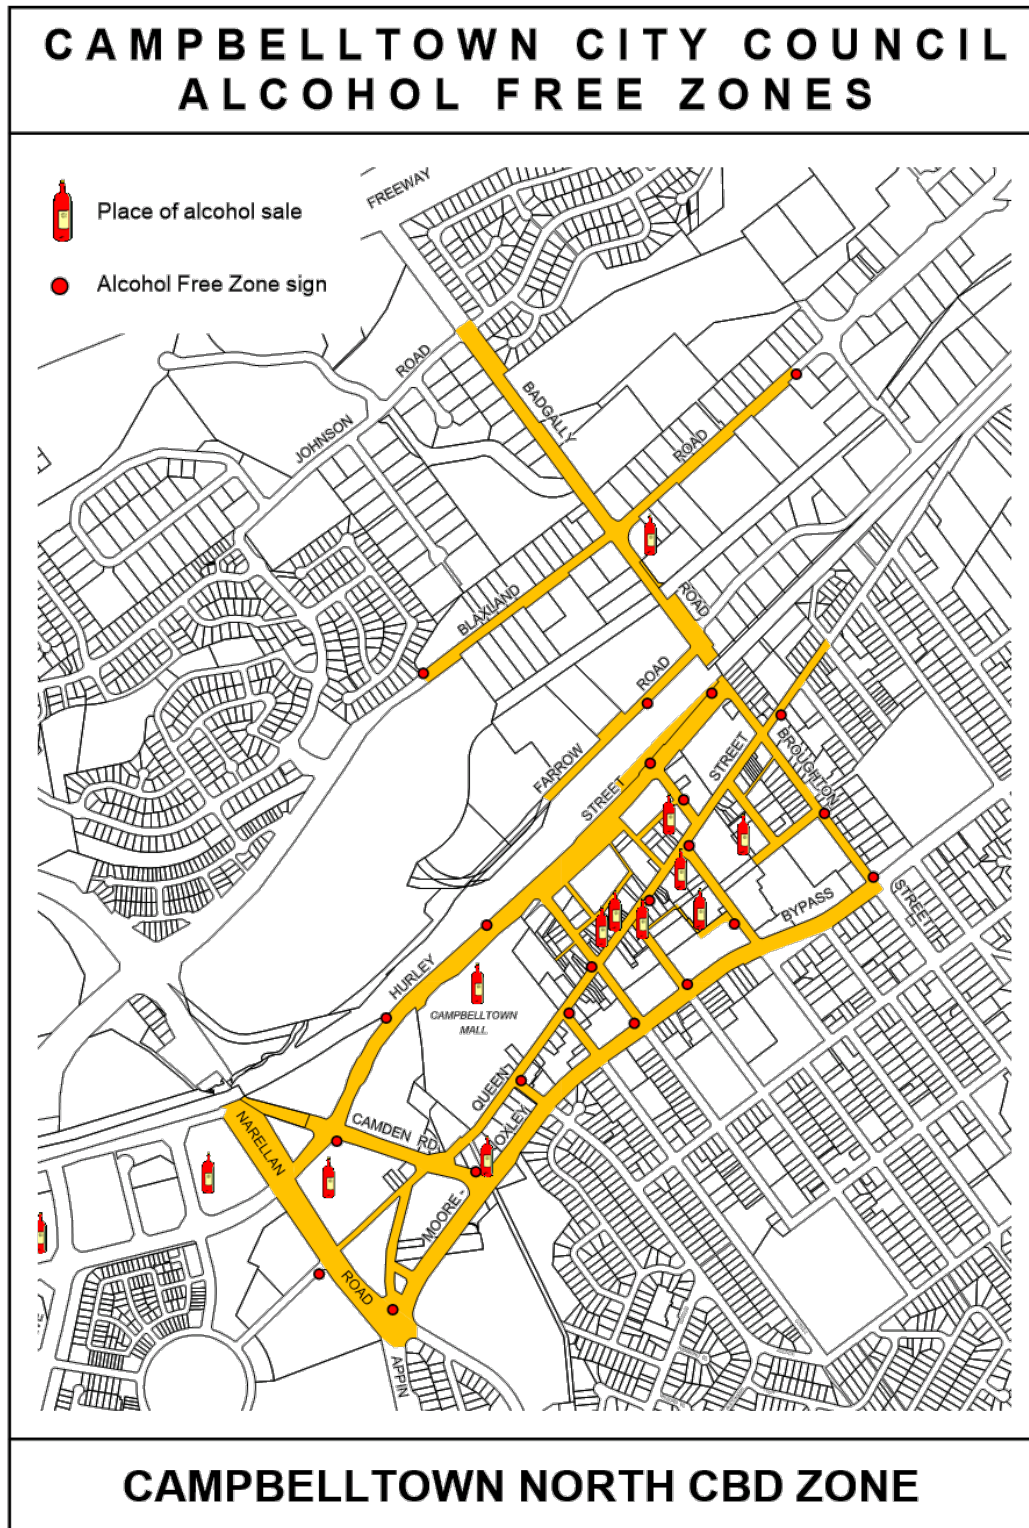 CAMPBELLTOWN CITY COUNCIL
ALCOHOL FREE ZONES
Place of alcohol sale
Alcohol Free Zone sign
FREEWAY
JOHNSON
ROAD
BADGALLY
ROAD
BLAXLAND
ROAD
FARROW
ROAD
HURLEY
STREET
STREET
BROUGHTON
STREET
BYPASS
CAMPBELLTOWN
MALL
QUEEN
MOORE-
OXLEY
CAMDEN RD
NARELLAN
ROAD
APPIN
CAMPBELLTOWN NORTH CBD ZONE